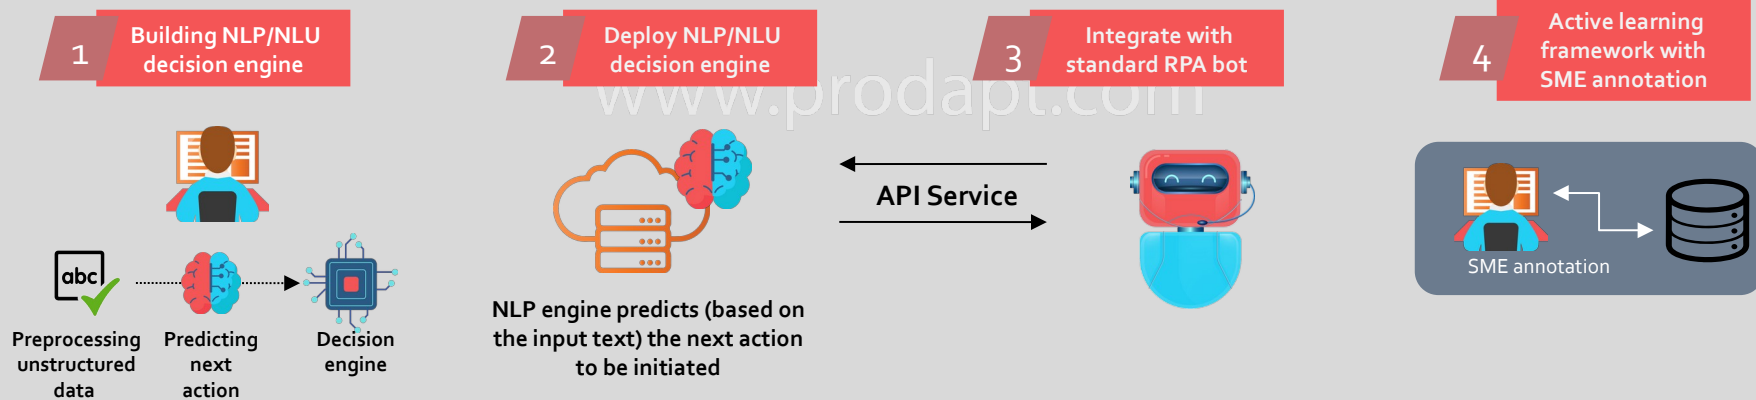 1
Building NLP/NLU
decision engine
2
Deploy NLP/NLU
decision engine
3
Integrate with
standard RPA bot
4
Active learning
framework with
SME annotation
www.prodapt.com
abc
Preprocessing
unstructured
data
Predicting
next
action
Decision
engine
NLP engine predicts (based on
the input text) the next action
to be initiated
API Service
SME annotation